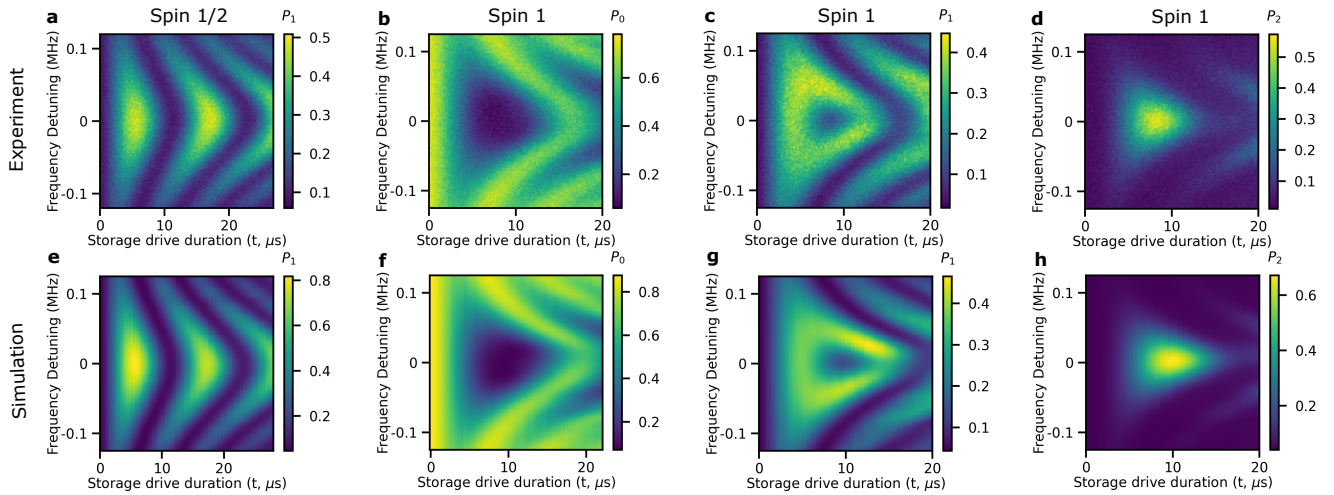 a Spin 1/2 P₁
b Spin 1 P₀
c Spin 1 P₁
d Spin 1 P₂
Experiment
Frequency Detuning (MHz)
0.1
0
-0.1
0 10 20
Storage drive duration (t, μs)
0.5
0.4
0.3
0.2
0.1
Frequency Detuning (MHz)
0.1
0
-0.1
0 10 20
Storage drive duration (t, μs)
0.6
0.4
0.2
Frequency Detuning (MHz)
0.1
0
-0.1
0 10 20
Storage drive duration (t, μs)
0.4
0.3
0.2
0.1
Frequency Detuning (MHz)
0.1
0
-0.1
0 10 20
Storage drive duration (t, μs)
0.5
0.4
0.3
0.2
0.1
e P₁
f P₀
g P₁
h P₂
Simulation
Frequency Detuning (MHz)
0.1
0
-0.1
0 10 20
Storage drive duration (t, μs)
0.8
0.6
0.4
0.2
Frequency Detuning (MHz)
0.1
0
-0.1
0 10 20
Storage drive duration (t, μs)
0.8
0.6
0.4
0.2
Frequency Detuning (MHz)
0.1
0
-0.1
0 10 20
Storage drive duration (t, μs)
0.4
0.3
0.2
0.1
Frequency Detuning (MHz)
0.1
0
-0.1
0 10 20
Storage drive duration (t, μs)
0.6
0.4
0.2